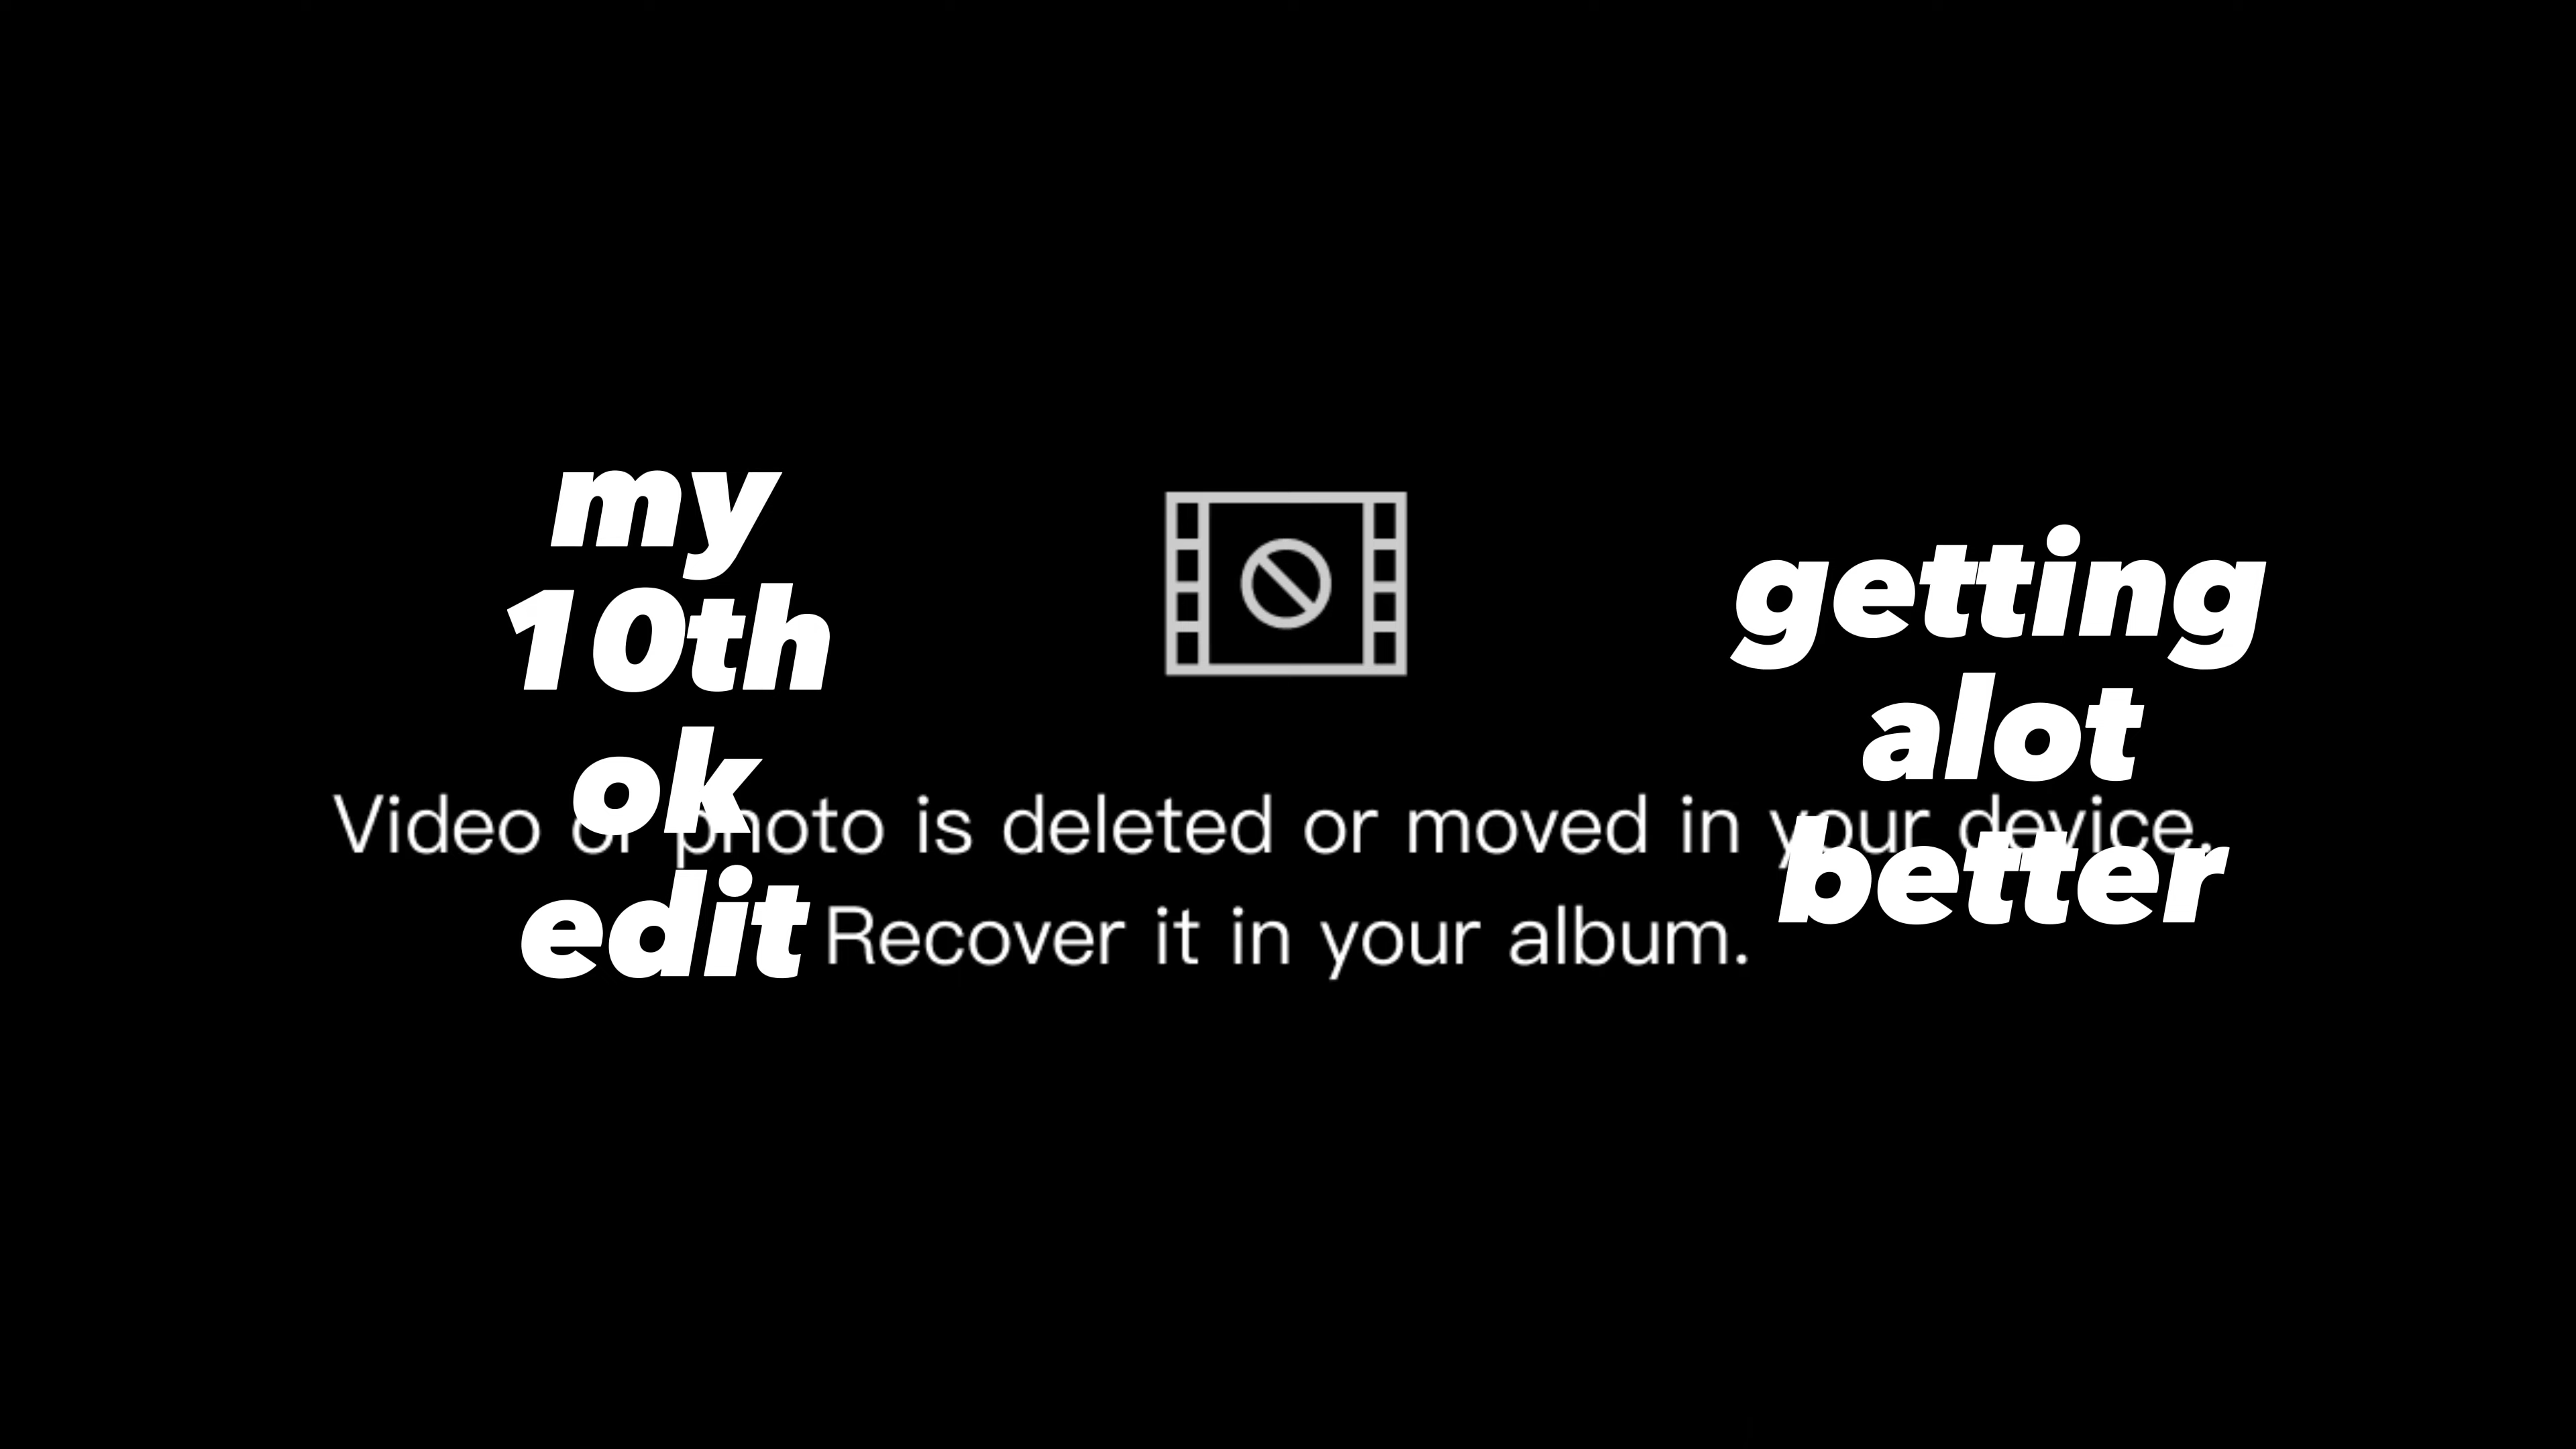 my
10th
ok
edit
getting
alot
better
Video or photo is deleted or moved in your device.
Recover it in your album.